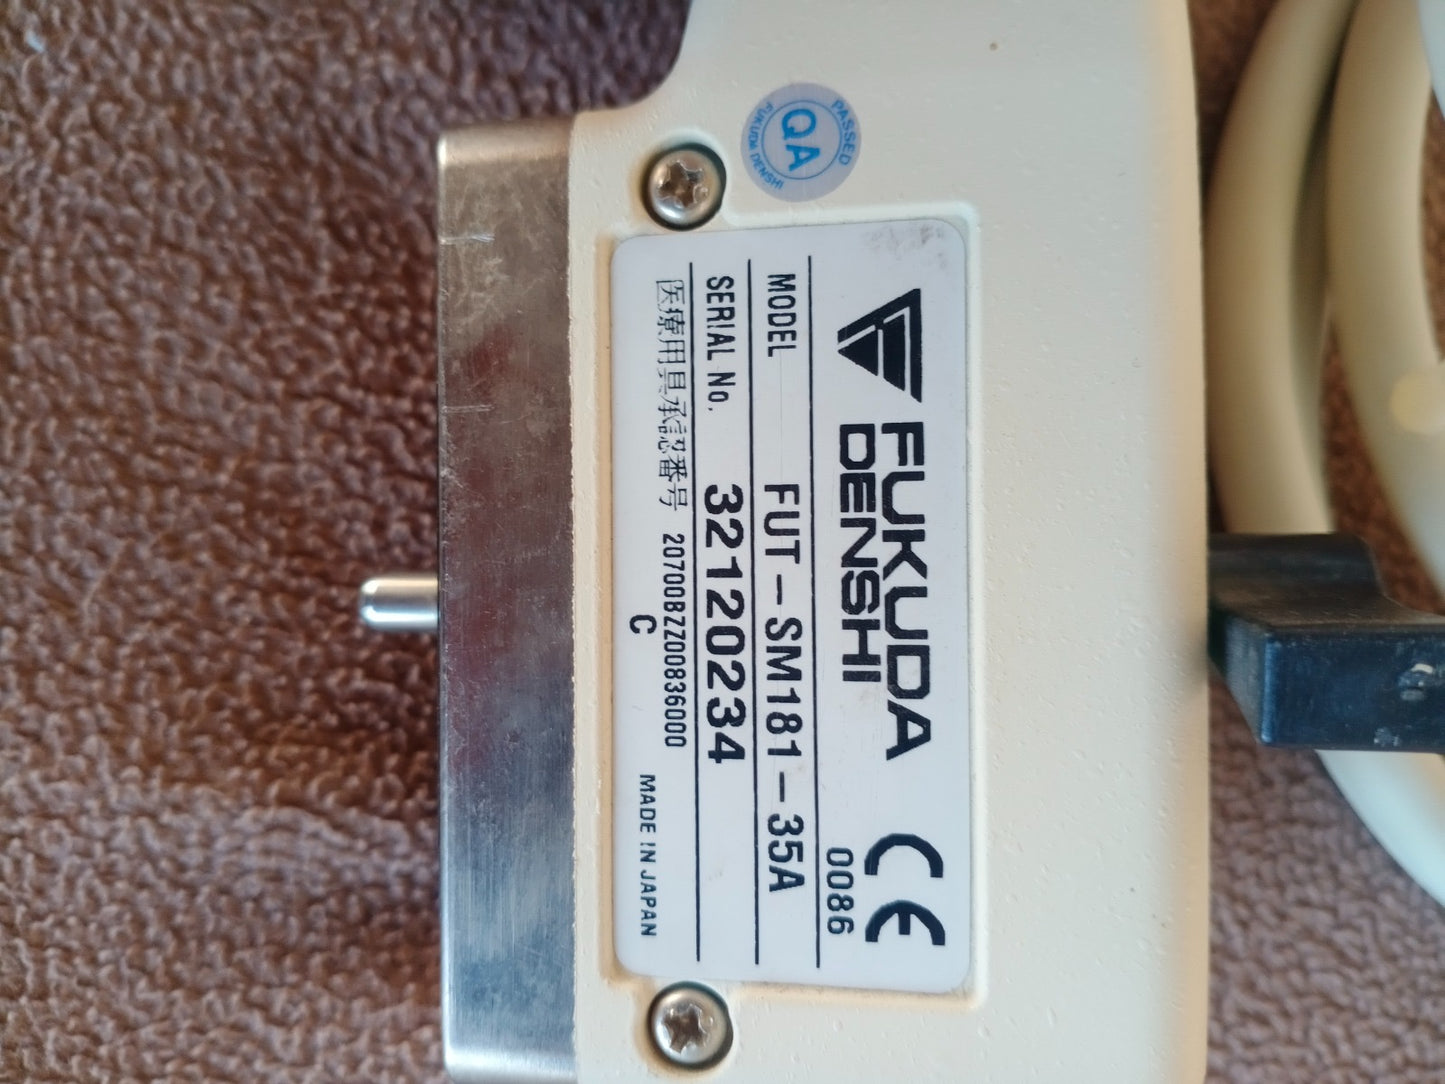 FUKUDA
DENSHI
CE
0086
MODEL FUT-SM181-35A
SERIAL No. 32120234
医療用具承認番号 20700BZZ00836000
C
MADE IN JAPAN
PASSED
QA
FUKUDA DENSHI